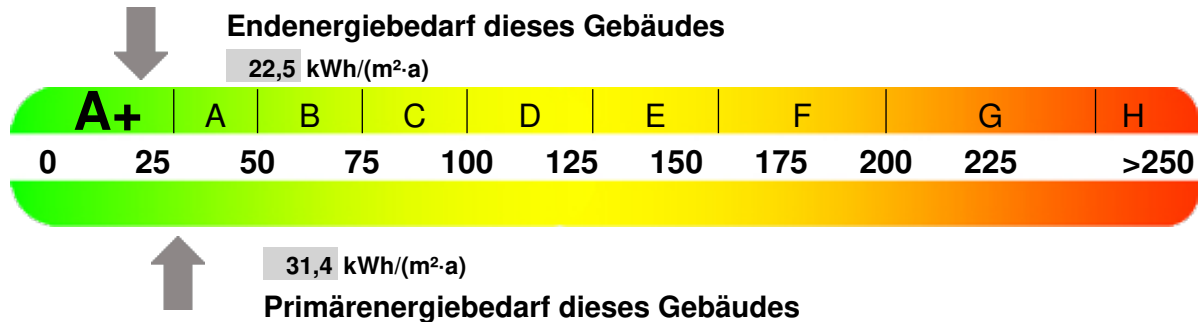 Endenergiebedarf dieses Gebäudes
22,5 kWh/(m²·a)
A+ A B C D E F G H
0 25 50 75 100 125 150 175 200 225 >250
31,4 kWh/(m²·a)
Primärenergiebedarf dieses Gebäudes